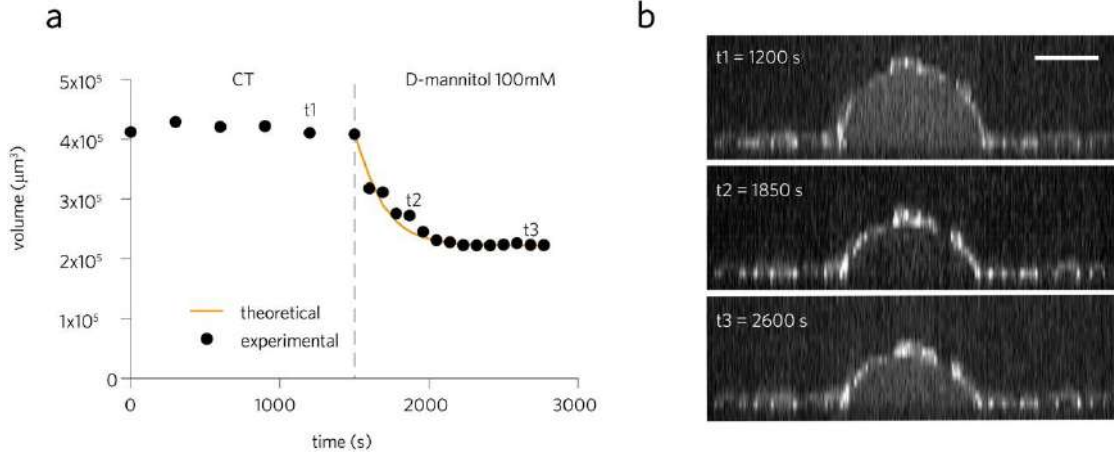 a
CT
D-mannitol 100mM
t1
t2
t3
volume (μm³)
5x10⁵
4x10⁵
3x10⁵
2x10⁵
1x10⁵
0
0
1000
2000
3000
time (s)
theoretical
experimental
b
t1 = 1200 s
t2 = 1850 s
t3 = 2600 s